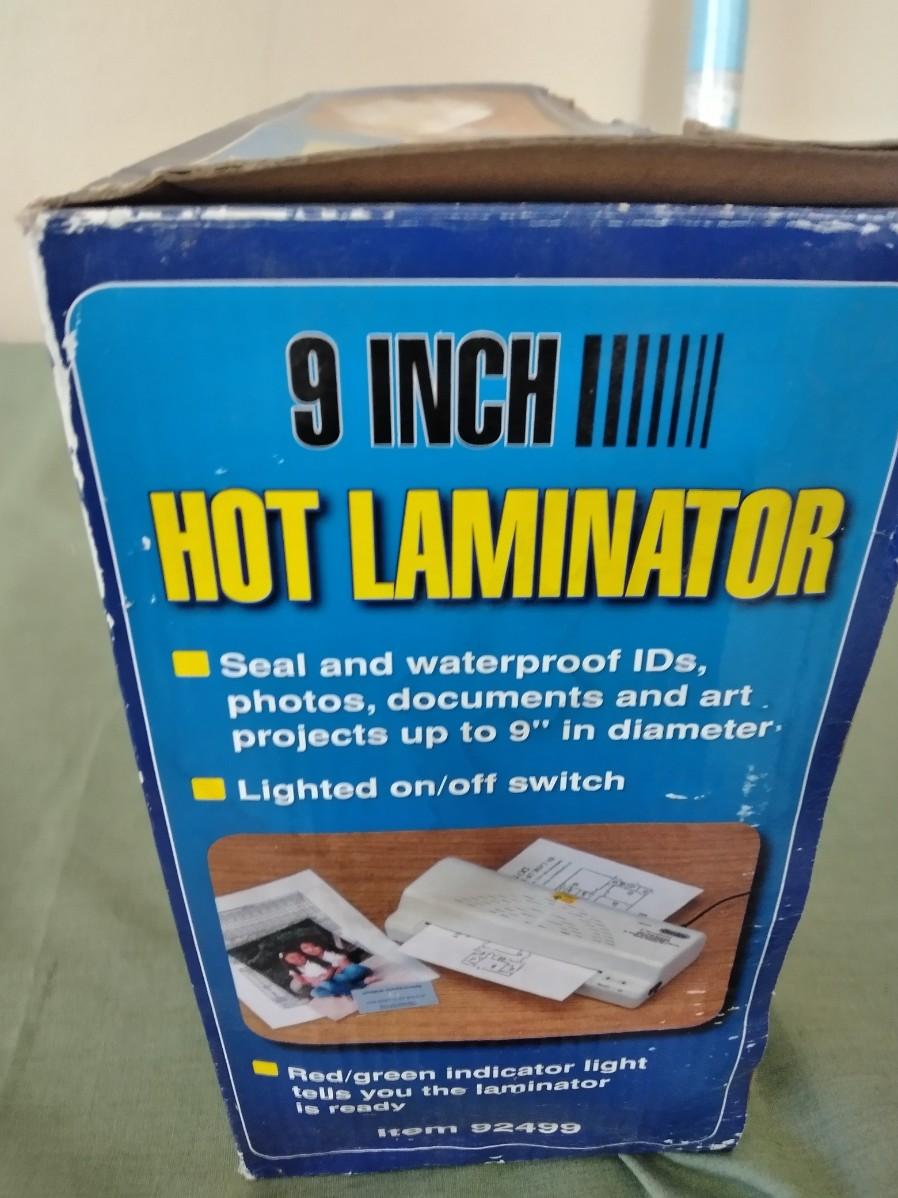 9 INCH
HOT LAMINATOR
Seal and waterproof IDs,
photos, documents and art
projects up to 9" in diameter
Lighted on/off switch
Red/green indicator light
tells you the laminator
is ready
Item 92499